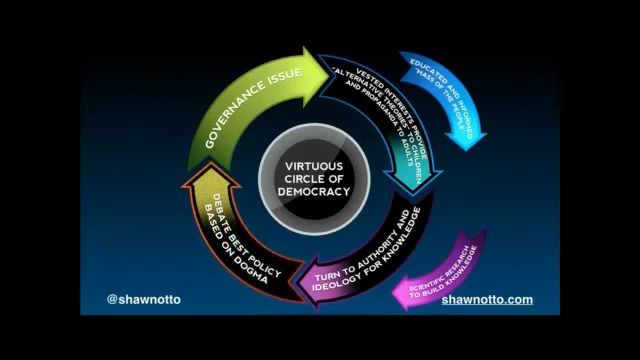 GOVERNANCE ISSUE
VESTED INTERESTS PROVIDE
"ALTERNATIVE THEORIES" TO CHILDREN
AND PROPAGANDA TO ADULTS
EDUCATED AND INFORMED
"MASS OF THE PEOPLE"
VIRTUOUS
CIRCLE OF
DEMOCRACY
DEBATE BEST POLICY
BASED ON DOGMA
TURN TO AUTHORITY AND
IDEOLOGY FOR KNOWLEDGE
SCIENTIFIC RESEARCH
TO BUILD KNOWLEDGE
@shawnotto
shawnotto.com